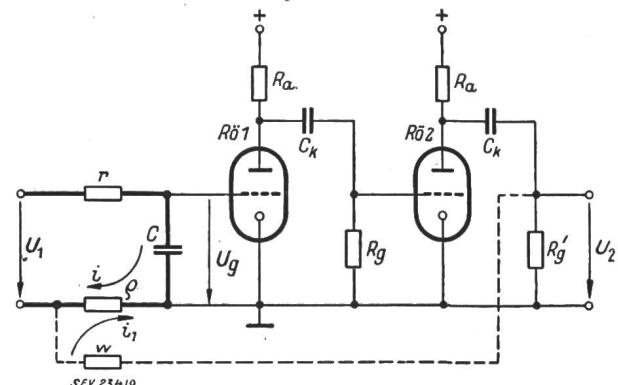 + +
Ra Ra
Rö1 Ck Rö2 Ck
r
U1 C Ug Rg Rg' U2
i ρ
i1
w
SEV 23419